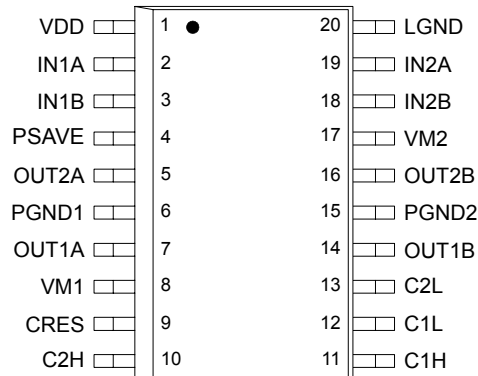 VDD 1 20 LGND
IN1A 2 19 IN2A
IN1B 3 18 IN2B
PSAVE 4 17 VM2
OUT2A 5 16 OUT2B
PGND1 6 15 PGND2
OUT1A 7 14 OUT1B
VM1 8 13 C2L
CRES 9 12 C1L
C2H 10 11 C1H